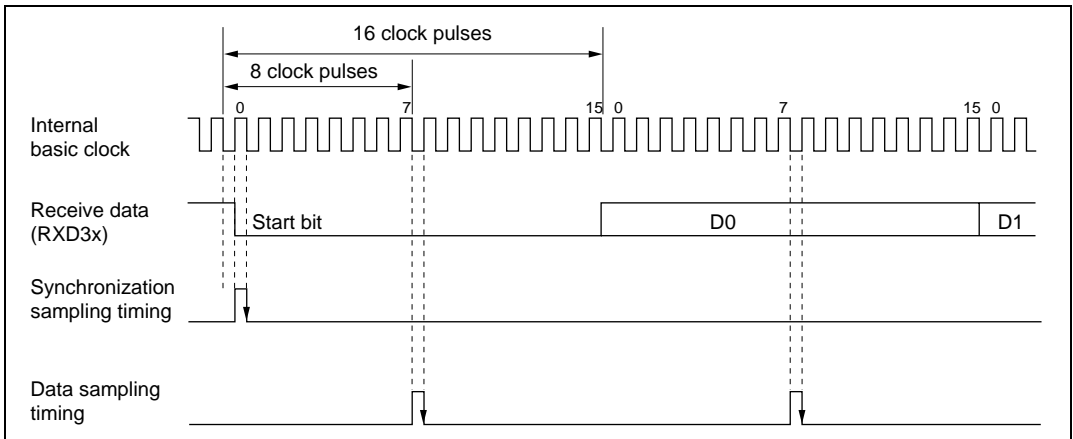 16 clock pulses
8 clock pulses
0 7 15 0 7 15 0
Internal
basic clock
Receive data
(RXD3x)
Start bit D0 D1
Synchronization
sampling timing
Data sampling
timing